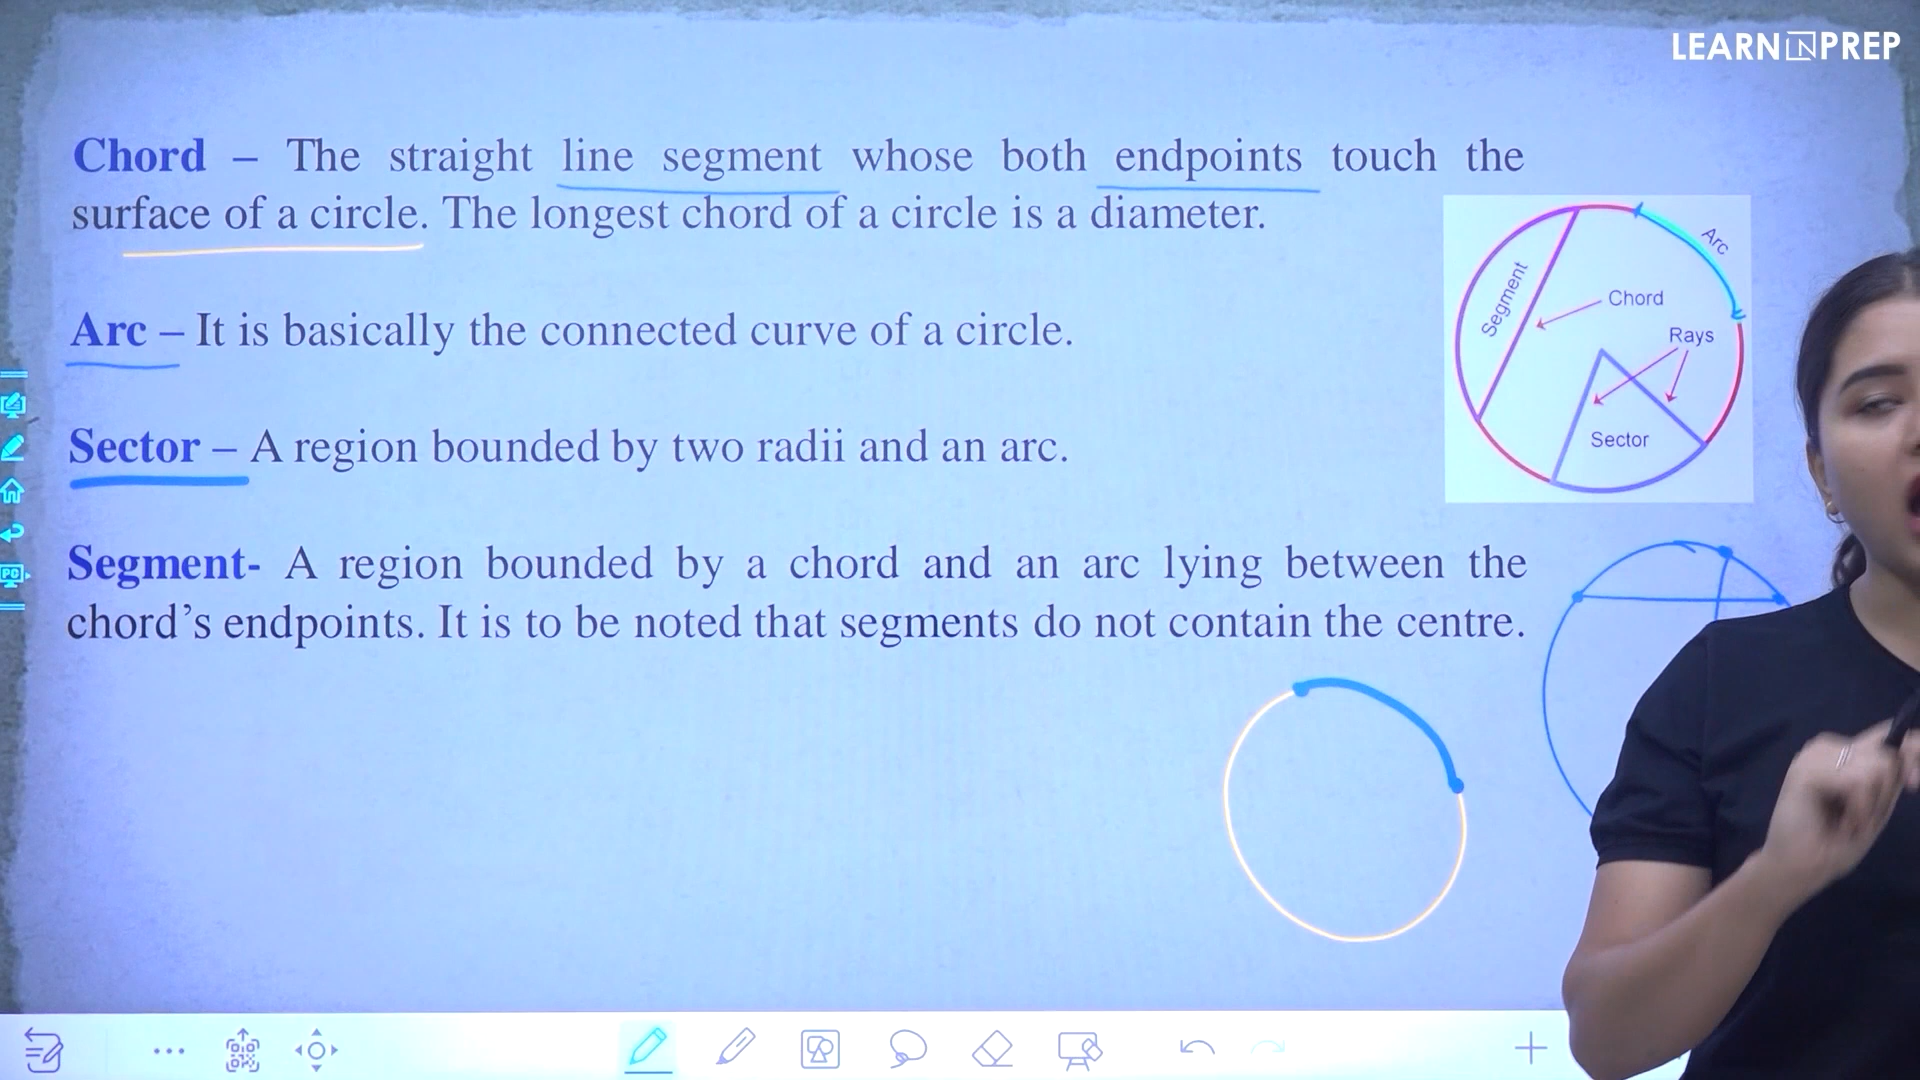 LEARN IN PREP
Chord – The straight line segment whose both endpoints touch the
surface of a circle. The longest chord of a circle is a diameter.
Arc – It is basically the connected curve of a circle.
Sector – A region bounded by two radii and an arc.
Segment- A region bounded by a chord and an arc lying between the
chord’s endpoints. It is to be noted that segments do not contain the centre.
Arc
Segment
Chord
Rays
Sector